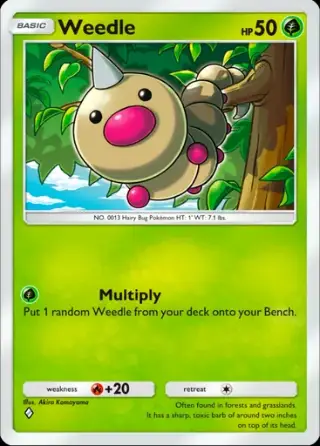 BASIC Weedle HP 50
NO. 0013 Hairy Bug Pokémon HT: 1' WT: 7.1 lbs.
Multiply
Put 1 random Weedle from your deck onto your Bench.
weakness +20 retreat
Illus. Akira Komayama
Often found in forests and grasslands.
It has a sharp, toxic barb of around two inches
on top of its head.